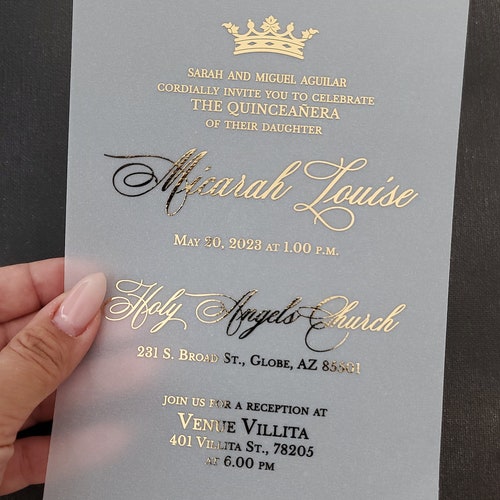 SARAH AND MIGUEL AGUILAR
CORDIALLY INVITE YOU TO CELEBRATE
THE QUINCEAÑERA
OF THEIR DAUGHTER
Micarah Louise
MAY 20, 2023 AT 1.00 P.M.
Holy Angels Church
231 S. BROAD ST., GLOBE, AZ 85501
JOIN US FOR A RECEPTION AT
VENUE VILLITA
401 VILLITA ST., 78205
AT 6.00 PM